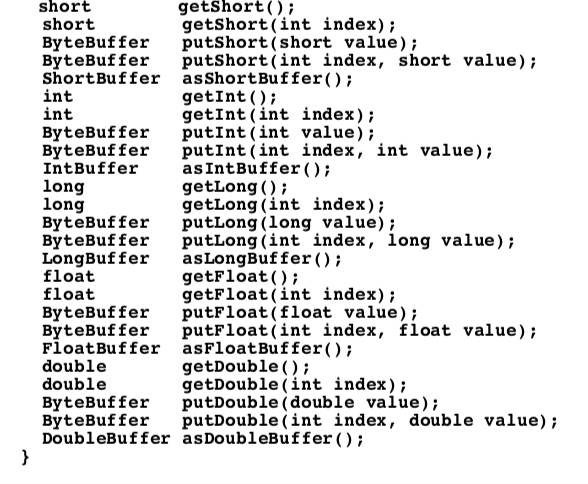 short getShort();
short getShort(int index);
ByteBuffer putShort(short value);
ByteBuffer putShort(int index, short value);
ShortBuffer asShortBuffer();
int getInt();
int getInt(int index);
ByteBuffer putInt(int value);
ByteBuffer putInt(int index, int value);
IntBuffer asIntBuffer();
long getLong();
long getLong(int index);
ByteBuffer putLong(long value);
ByteBuffer putLong(int index, long value);
LongBuffer asLongBuffer();
float getFloat();
float getFloat(int index);
ByteBuffer putFloat(float value);
ByteBuffer putFloat(int index, float value);
FloatBuffer asFloatBuffer();
double getDouble();
double getDouble(int index);
ByteBuffer putDouble(double value);
ByteBuffer putDouble(int index, double value);
DoubleBuffer asDoubleBuffer();
}